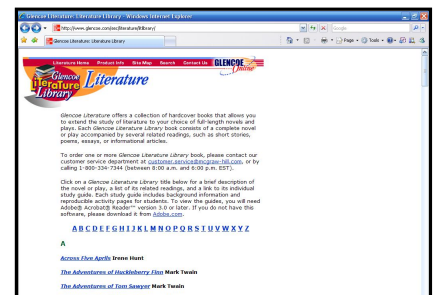 Glencoe Literature: Literature Library - Windows Internet Explorer
http://www.glencoe.com/sec/literature/litlibrary/
Google
Glencoe Literature: Literature Library
Page
Tools
Literature Home Product Info Site Map Search Contact Us GLENCOE Online
Glencoe Literature Library
Literature
Glencoe Literature offers a collection of hardcover books that allows you
to extend the study of literature to your choice of full-length novels and
plays. Each Glencoe Literature Library book consists of a complete novel
or play accompanied by several related readings, such as short stories,
poems, essays, or informational articles.
To order one or more Glencoe Literature Library book, please contact our
customer service department at customer.service@mcgraw-hill.com, or by
calling 1-800-334-7344 (between 8:00 a.m. and 6:00 p.m. EST).
Click on a Glencoe Literature Library title below for a brief description of
the novel or play, a list of its related readings, and a link to its individual
study guide. Each study guide includes background information and
reproducible activity pages for students. To view the guides, you will need
Adobe® Acrobat® Reader™ version 3.0 or later. If you do not have this
software, please download it from Adobe.com.
A B C D E F G H I J K L M N O P Q R S T U V W X Y Z
A
Across Five Aprils Irene Hunt
The Adventures of Huckleberry Finn Mark Twain
The Adventures of Tom Sawyer Mark Twain